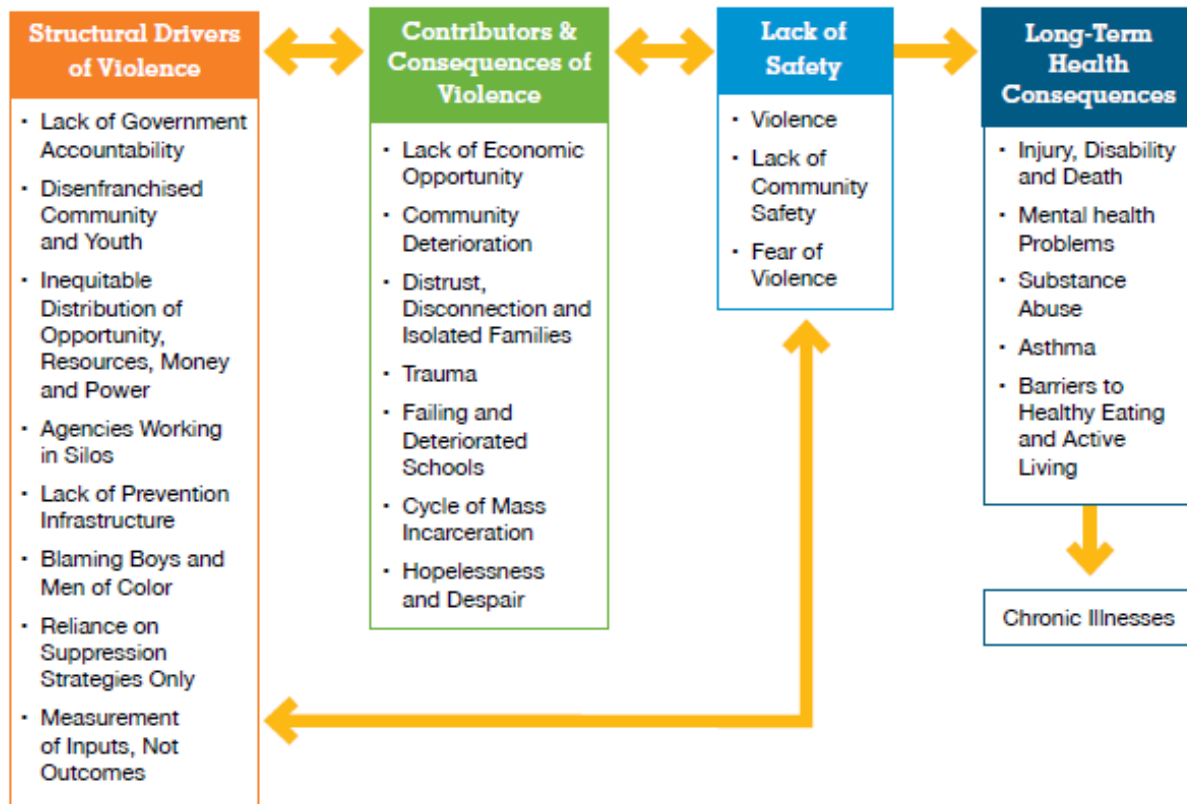 Structural Drivers
of Violence
• Lack of Government
Accountability
• Disenfranchised
Community
and Youth
• Inequitable
Distribution of
Opportunity,
Resources, Money
and Power
• Agencies Working
in Silos
• Lack of Prevention
Infrastructure
• Blaming Boys and
Men of Color
• Reliance on
Suppression
Strategies Only
• Measurement
of Inputs, Not
Outcomes
Contributors &
Consequences of
Violence
• Lack of Economic
Opportunity
• Community
Deterioration
• Distrust,
Disconnection and
Isolated Families
• Trauma
• Failing and
Deteriorated
Schools
• Cycle of Mass
Incarceration
• Hopelessness
and Despair
Lack of
Safety
• Violence
• Lack of
Community
Safety
• Fear of
Violence
Long-Term
Health
Consequences
• Injury, Disability
and Death
• Mental health
Problems
• Substance
Abuse
• Asthma
• Barriers to
Healthy Eating
and Active
Living
Chronic Illnesses